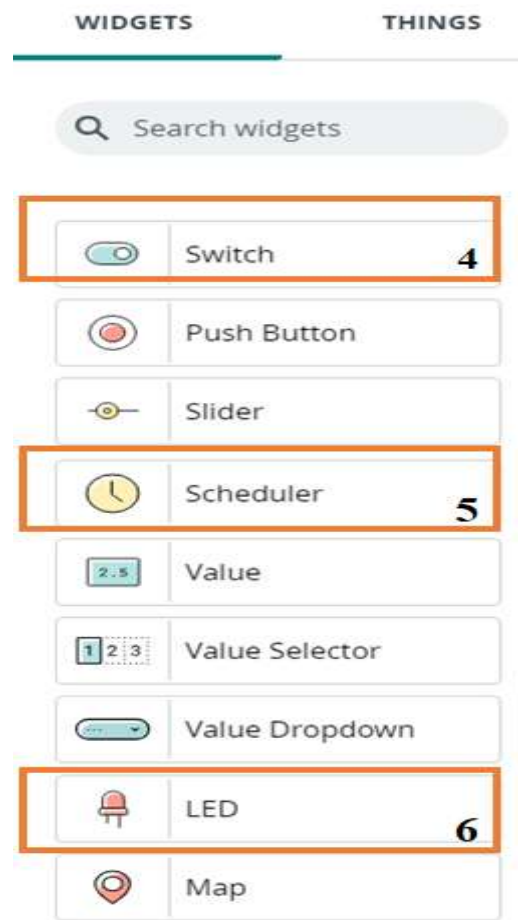 WIDGETS THINGS
Search widgets
Switch 4
Push Button
Slider
Scheduler 5
2.5 Value
1 2 3 Value Selector
Value Dropdown
LED 6
Map